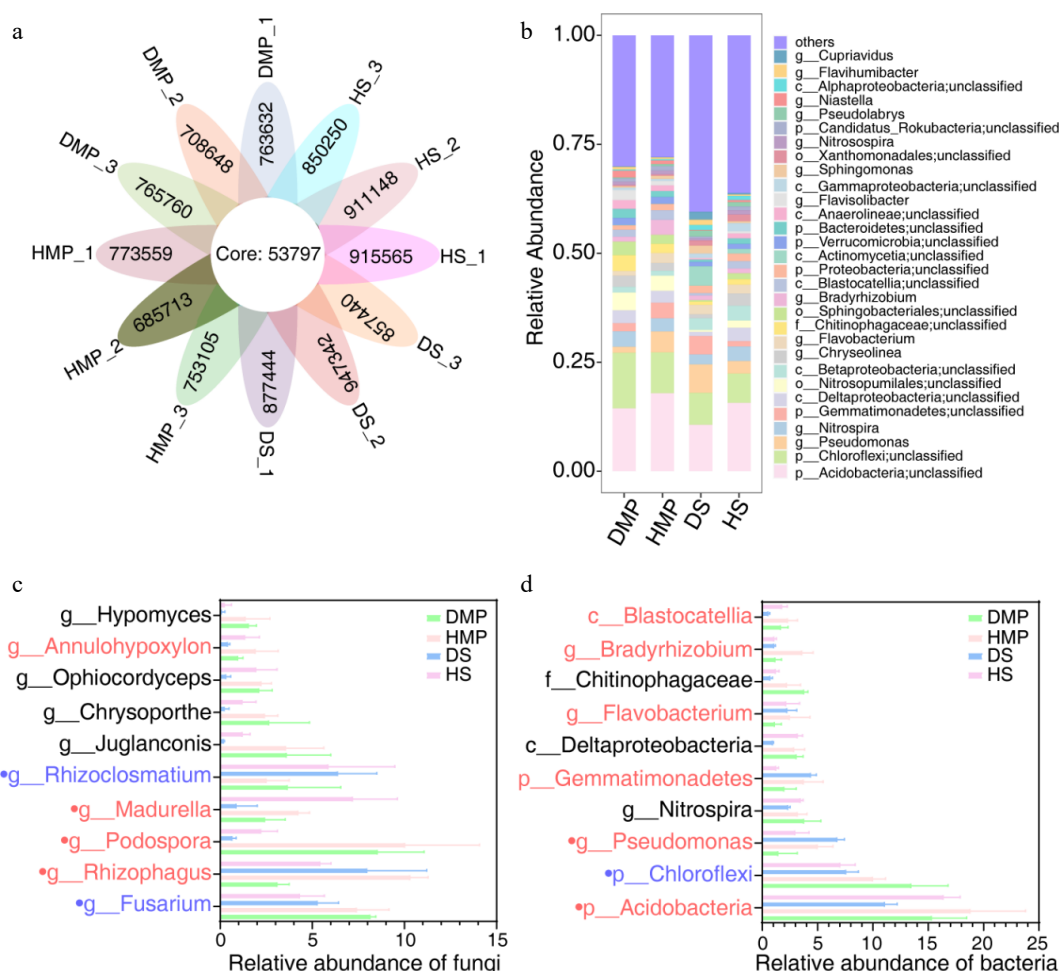 a
DMP_1
DMP_2
HS_3
763632
708648
850250
DMP_3
HS_2
765760
911148
HMP_1
773559
Core: 53797
915565
HS_1
HMP_2
685713
857440
DS_3
753105
877444
947342
HMP_3
DS_1
DS_2
b
Relative Abundance
1.00
0.75
0.50
0.25
0.00
DMP
HMP
DS
HS
others
g__Cupriavidus
g__Flavihumibacter
c__Alphaproteobacteria;unclassified
g__Niastella
g__Pseudolabrys
p__Candidatus_Rokubacteria;unclassified
g__Nitrosospira
o__Xanthomonadales;unclassified
g__Sphingomonas
c__Gammaproteobacteria;unclassified
g__Flavisolibacter
c__Anaerolineae;unclassified
p__Bacteroidetes;unclassified
p__Verrucomicrobia;unclassified
c__Actinomycetia;unclassified
p__Proteobacteria;unclassified
c__Blastocatellia;unclassified
g__Bradyrhizobium
o__Sphingobacteriales;unclassified
f__Chitinophagaceae;unclassified
g__Flavobacterium
g__Chryseolinea
c__Betaproteobacteria;unclassified
o__Nitrosopumilales;unclassified
c__Deltaproteobacteria;unclassified
p__Gemmatimonadetes;unclassified
g__Nitrospira
g__Pseudomonas
p__Chloroflexi;unclassified
p__Acidobacteria;unclassified
c
g__Hypomyces
g__Annulohypoxylon
g__Ophiocordyceps
g__Chrysoporthe
g__Juglanconis
•g__Rhizoclosmatium
•g__Madurella
•g__Podospora
•g__Rhizophagus
•g__Fusarium
DMP
HMP
DS
HS
0 5 10 15
Relative abundance of fungi
d
c__Blastocatellia
g__Bradyrhizobium
f__Chitinophagaceae
g__Flavobacterium
c__Deltaproteobacteria
p__Gemmatimonadetes
g__Nitrospira
•g__Pseudomonas
•p__Chloroflexi
•p__Acidobacteria
DMP
HMP
DS
HS
0 5 10 15 20 25
Relative abundance of bacteria